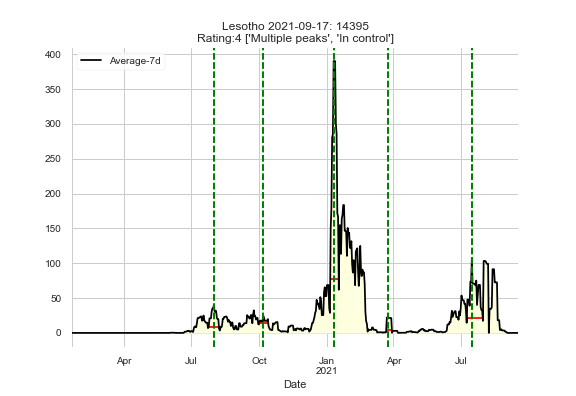 Lesotho 2021-09-17: 14395
Rating:4 ['Multiple peaks', 'In control']
400
Average-7d
350
300
250
200
150
100
50
0
Apr
Jul
Oct
Jan
Apr
Jul
2021
Date